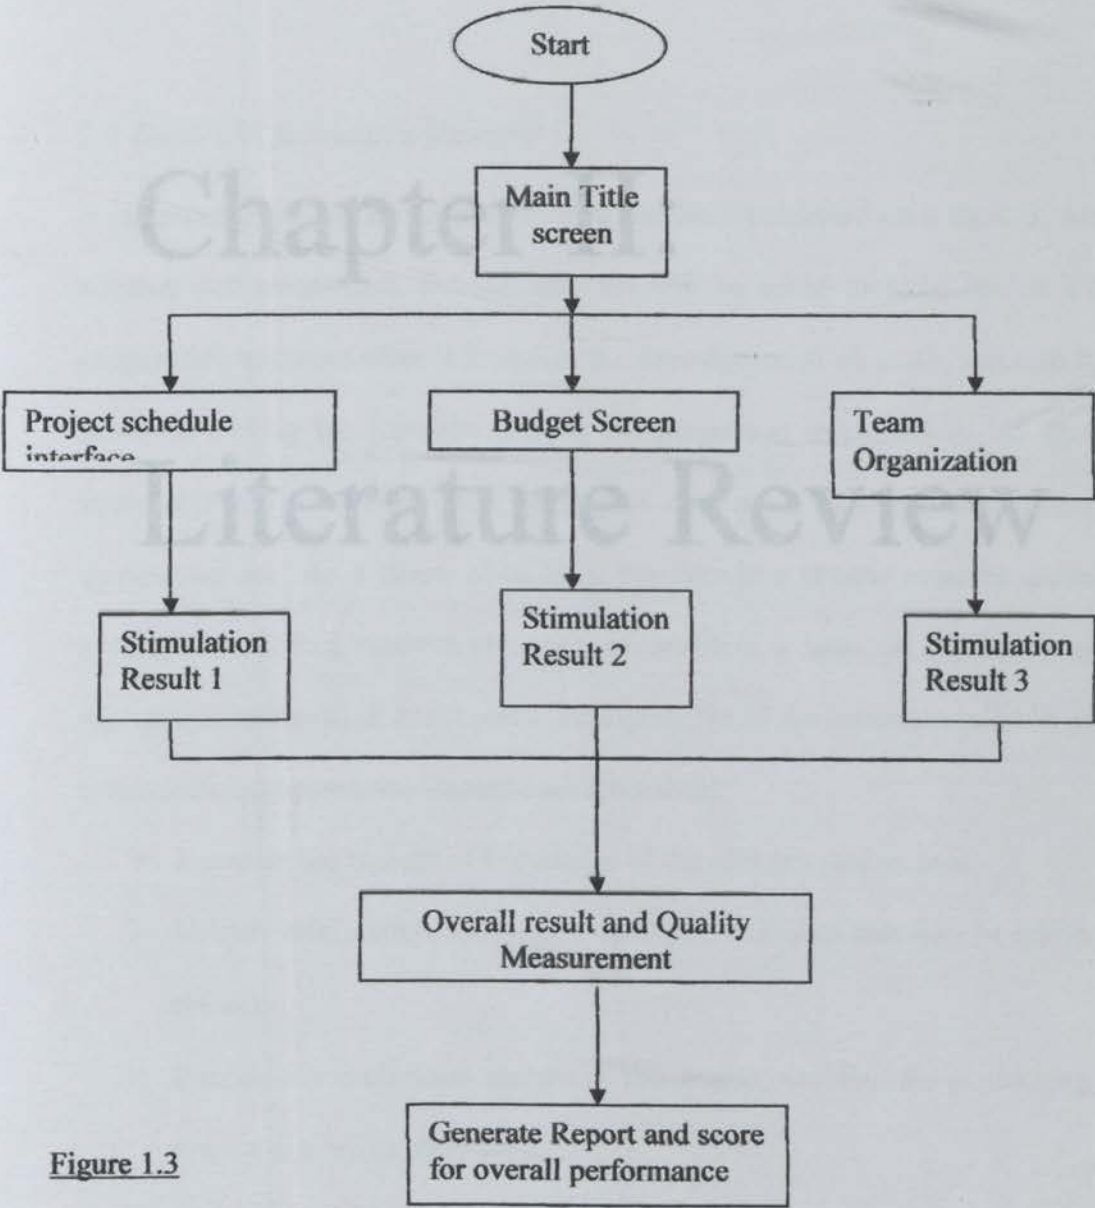 Start
Main Title
screen
Chapter II:
Project schedule
interface
Budget Screen
Team
Organization
Literature Review
Stimulation
Result 1
Stimulation
Result 2
Stimulation
Result 3
Overall result and Quality
Measurement
Generate Report and score
for overall performance
Figure 1.3